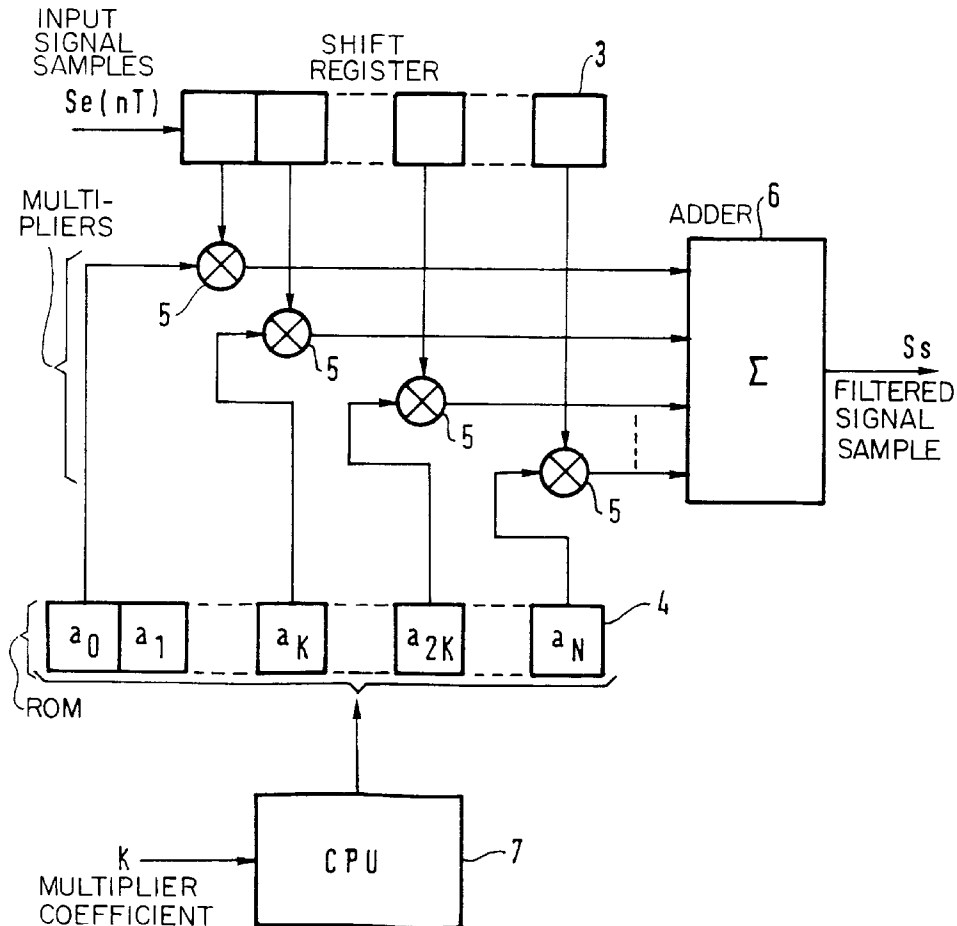 INPUT
SIGNAL
SAMPLES
Se(nT)
SHIFT
REGISTER
3
MULTI-
PLIERS
5
5
5
5
ADDER
6
Σ
Ss
FILTERED
SIGNAL
SAMPLE
a0 a1 aK a2K aN
4
ROM
K
MULTIPLIER
COEFFICIENT
CPU
7